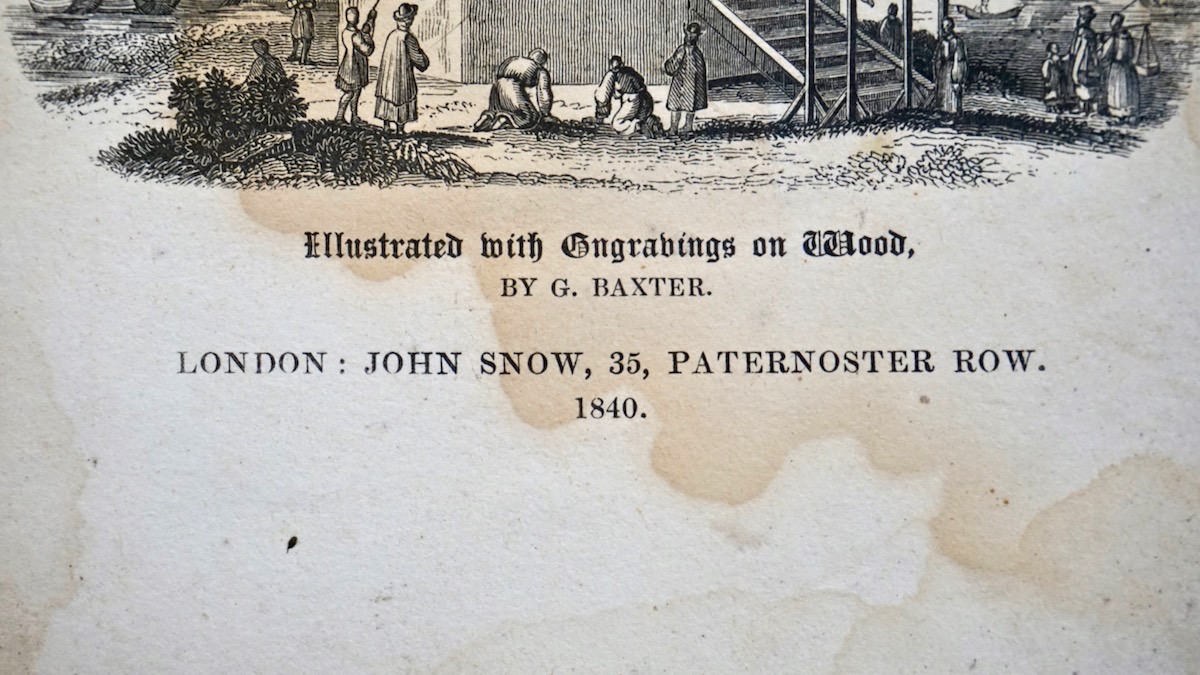 Illustrated with Engravings on Wood,
BY G. BAXTER.
LONDON: JOHN SNOW, 35, PATERNOSTER ROW.
1840.